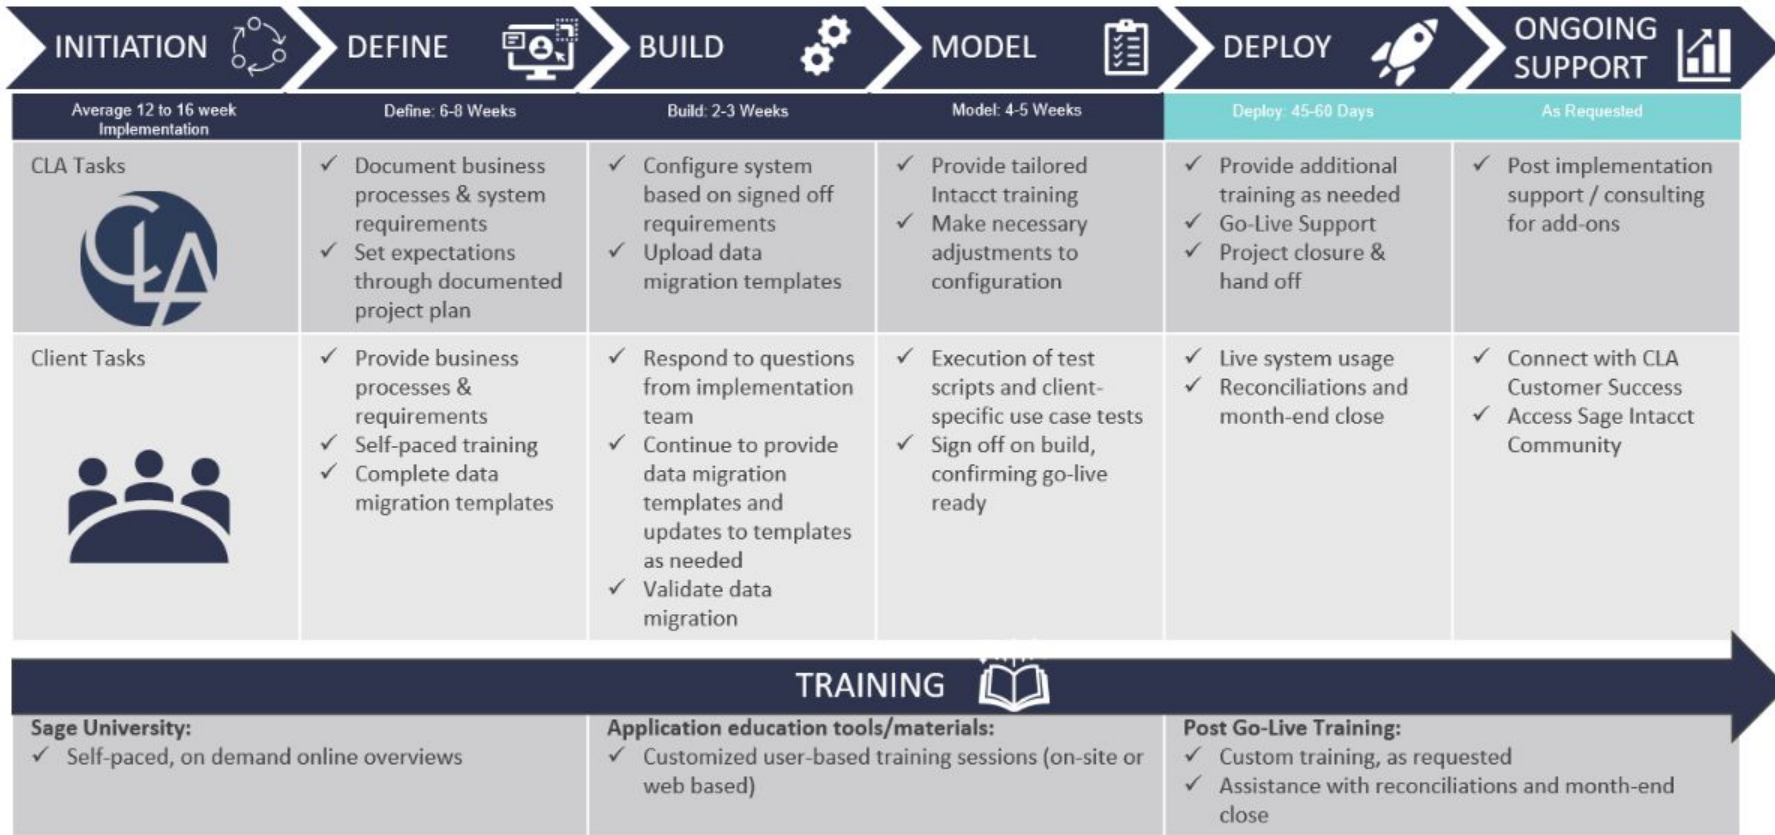 INITIATION
DEFINE
BUILD
MODEL
DEPLOY
ONGOING
SUPPORT
Average 12 to 16 week
Implementation
Define: 6-8 Weeks
Build: 2-3 Weeks
Model: 4-5 Weeks
Deploy: 45-60 Days
As Requested
CLA Tasks
CLA
✓ Document business
processes & system
requirements
✓ Set expectations
through documented
project plan
✓ Configure system
based on signed off
requirements
✓ Upload data
migration templates
✓ Provide tailored
Intacct training
✓ Make necessary
adjustments to
configuration
✓ Provide additional
training as needed
✓ Go-Live Support
✓ Project closure &
hand off
✓ Post implementation
support / consulting
for add-ons
Client Tasks
✓ Provide business
processes &
requirements
✓ Self-paced training
✓ Complete data
migration templates
✓ Respond to questions
from implementation
team
✓ Continue to provide
data migration
templates and
updates to templates
as needed
✓ Validate data
migration
✓ Execution of test
scripts and client-
specific use case tests
✓ Sign off on build,
confirming go-live
ready
✓ Live system usage
✓ Reconciliations and
month-end close
✓ Connect with CLA
Customer Success
✓ Access Sage Intacct
Community
TRAINING
Sage University:
✓ Self-paced, on demand online overviews
Application education tools/materials:
✓ Customized user-based training sessions (on-site or
web based)
Post Go-Live Training:
✓ Custom training, as requested
✓ Assistance with reconciliations and month-end
close